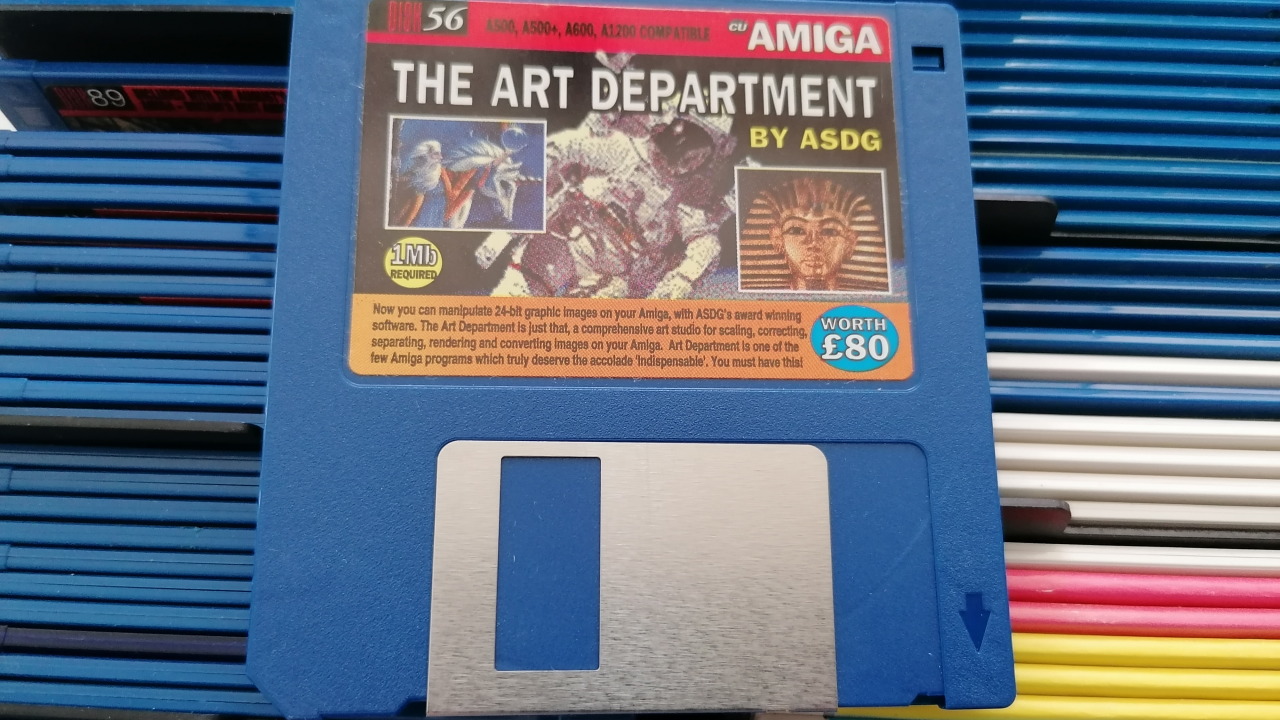 DISK 56
A500, A500+, A600, A1200 COMPATIBLE
CU AMIGA
THE ART DEPARTMENT
BY ASDG
1Mb
REQUIRED
Now you can manipulate 24-bit graphic images on your Amiga, with ASDG's award winning
software. The Art Department is just that, a comprehensive art studio for scaling, correcting,
separating, rendering and converting images on your Amiga. Art Department is one of the
few Amiga programs which truly deserve the accolade 'Indispensable'. You must have this!
WORTH
£80
89